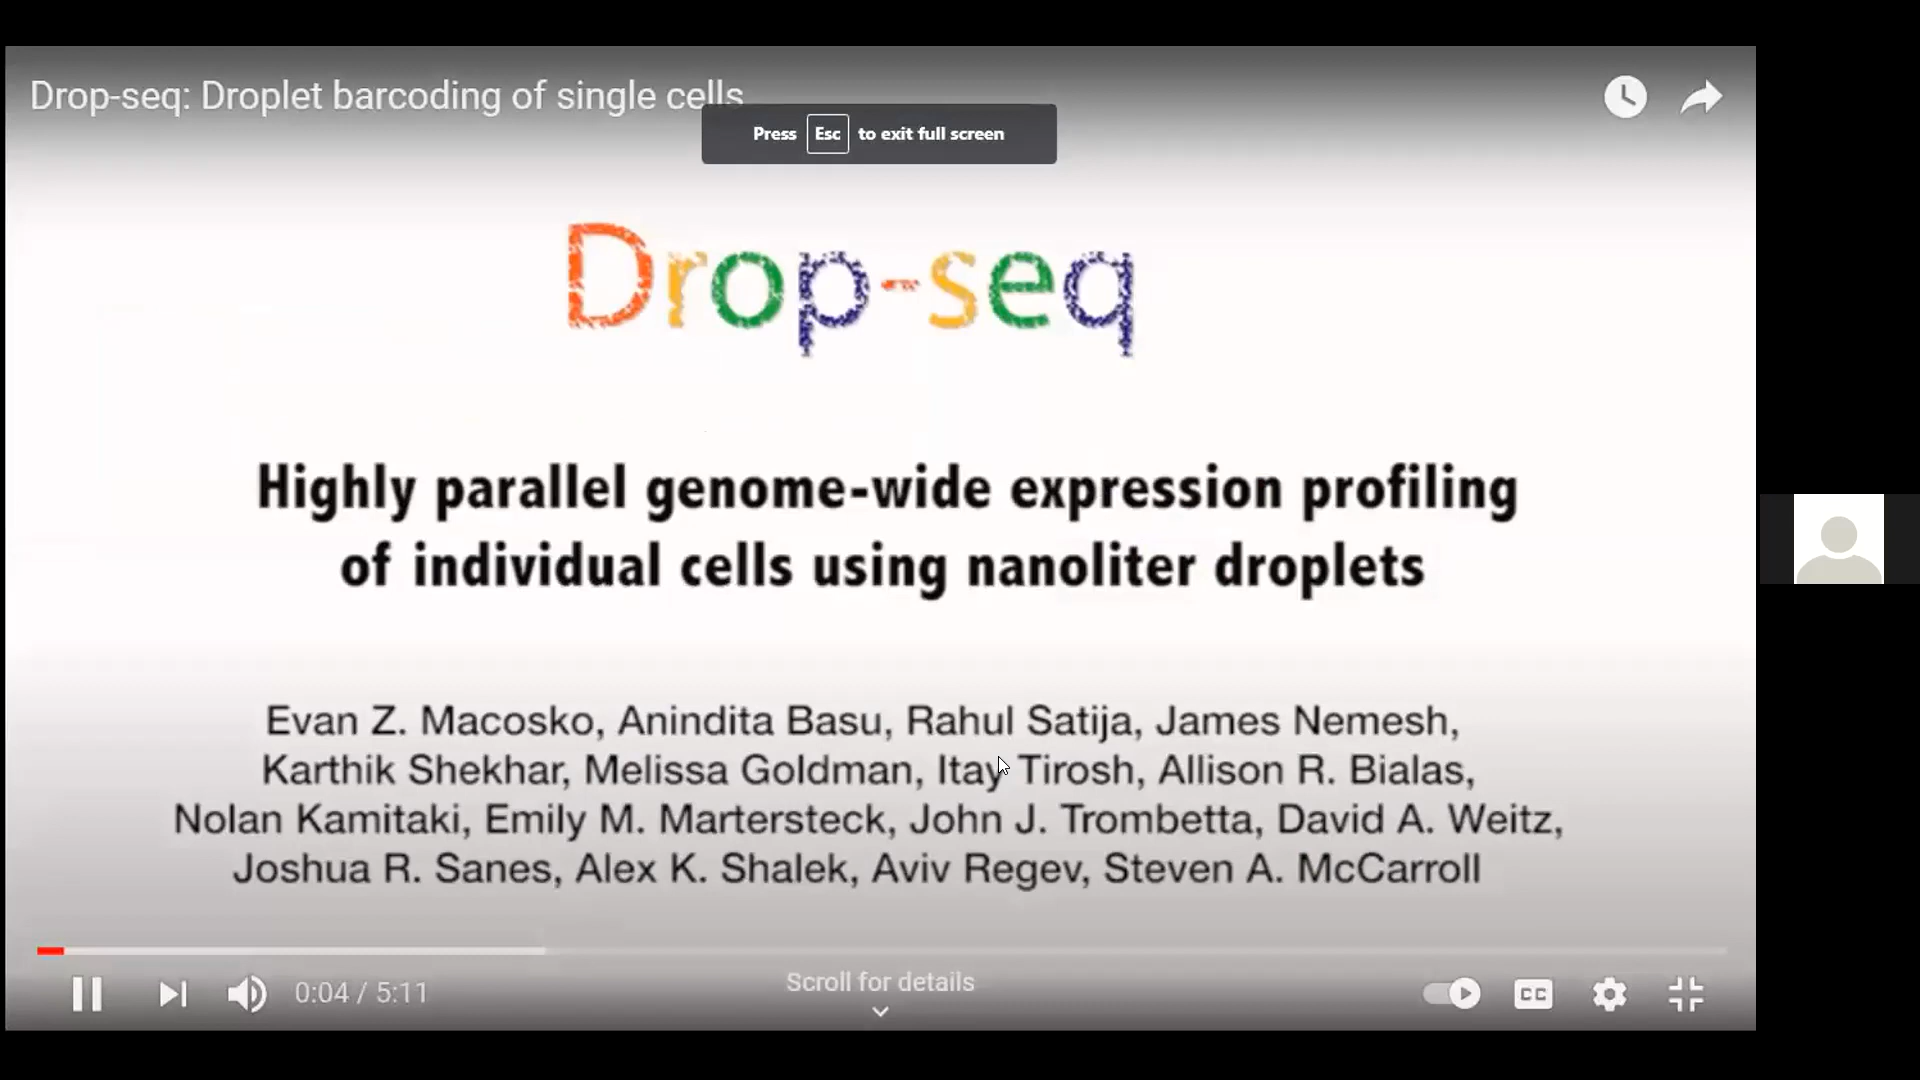 Drop-seq: Droplet barcoding of single cells
Press Esc to exit full screen
Drop-seq
Highly parallel genome-wide expression profiling
of individual cells using nanoliter droplets
Evan Z. Macosko, Anindita Basu, Rahul Satija, James Nemesh,
Karthik Shekhar, Melissa Goldman, Itay Tirosh, Allison R. Bialas,
Nolan Kamitaki, Emily M. Martersteck, John J. Trombetta, David A. Weitz,
Joshua R. Sanes, Alex K. Shalek, Aviv Regev, Steven A. McCarroll
0:04 / 5:11
Scroll for details
CC